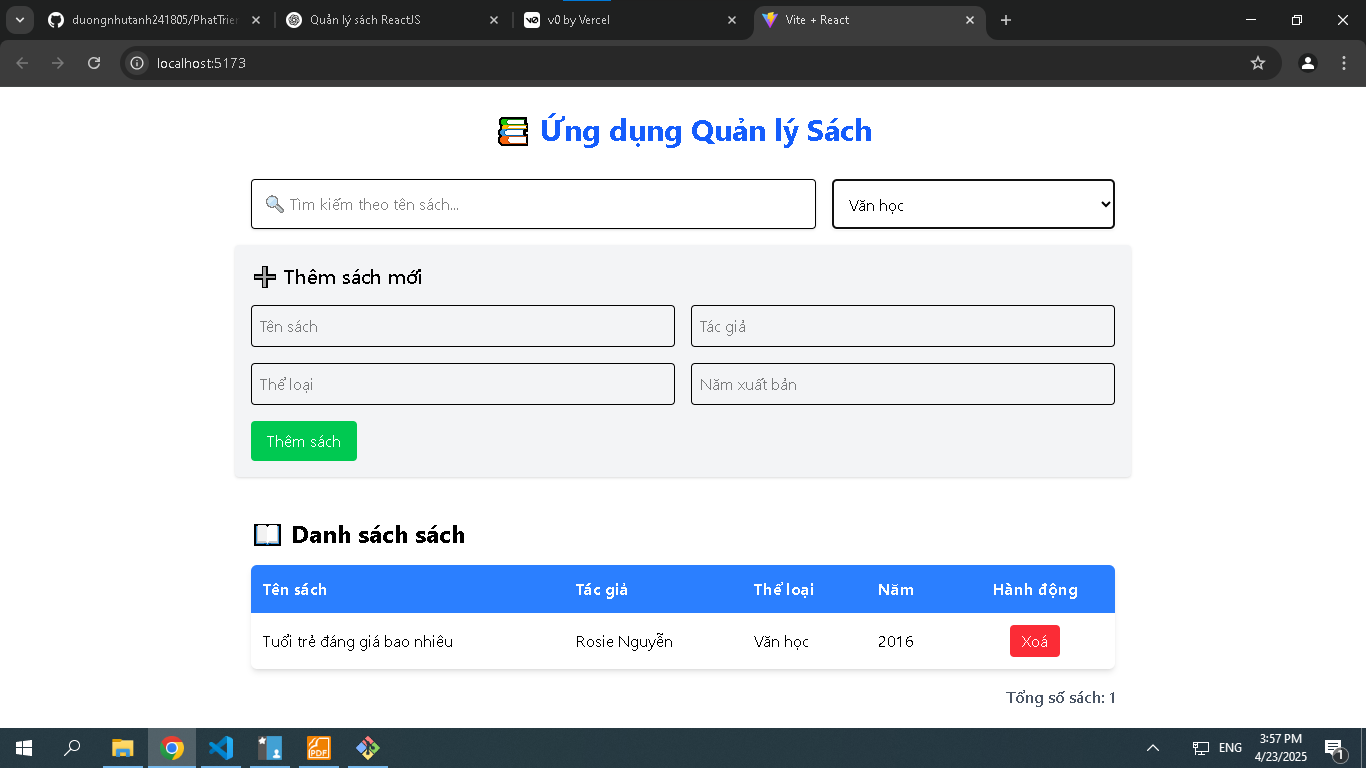 duongnhutanh241805/PhatTrien
Quản lý sách ReactJS
v0 by Vercel
Vite + React
localhost:5173
📚 Ứng dụng Quản lý Sách
🔍 Tìm kiếm theo tên sách...
Văn học
➕ Thêm sách mới
Tên sách
Tác giả
Thể loại
Năm xuất bản
Thêm sách
📖 Danh sách sách
Tên sách Tác giả Thể loại Năm Hành động
Tuổi trẻ đáng giá bao nhiêu Rosie Nguyễn Văn học 2016 Xoá
Tổng số sách: 1
PDF
ENG
3:57 PM
4/23/2025
1